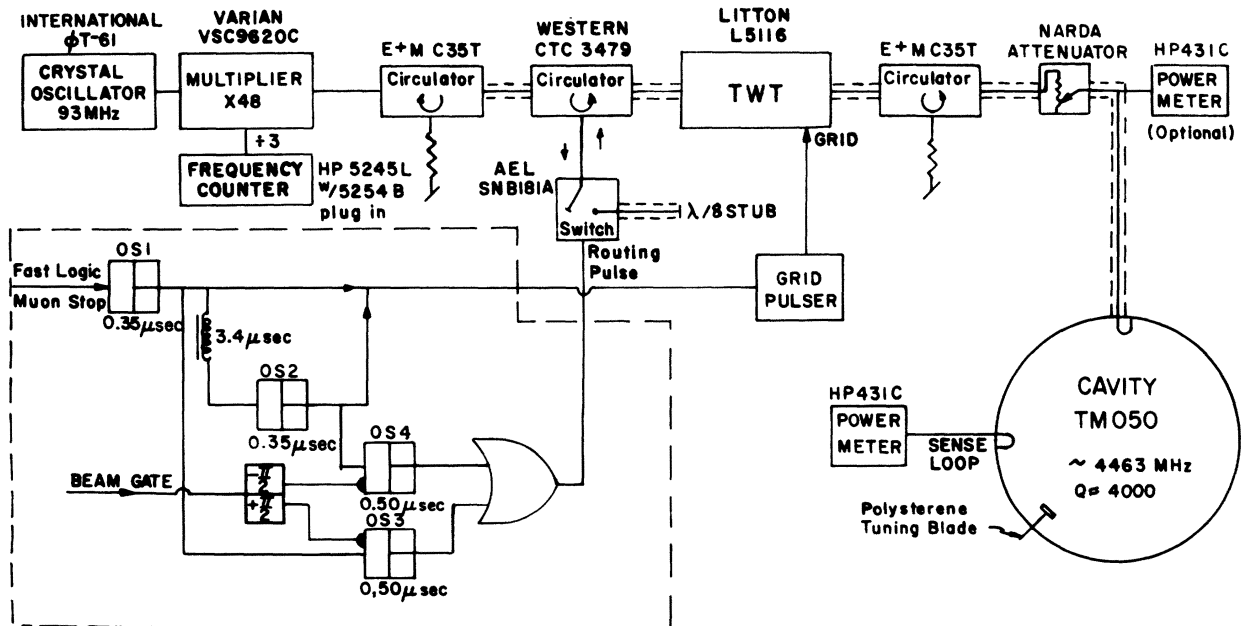 INTERNATIONAL
ϕT-61
CRYSTAL
OSCILLATOR
93MHz
VARIAN
VSC9620C
MULTIPLIER
X48
÷3
FREQUENCY
COUNTER
HP 5245L
w/5254 B
plug in
E+M C35T
Circulator
WESTERN
CTC 3479
Circulator
AEL
SNB181A
Switch
λ/8 STUB
Routing
Pulse
LITTON
L5116
TWT
GRID
GRID
PULSER
E+M C35T
Circulator
NARDA
ATTENUATOR
HP431C
POWER
METER
(Optional)
Fast Logic
Muon Stop
OS1
0.35μsec
3.4μsec
OS2
0.35μsec
BEAM GATE
-π/2
+π/2
OS4
0.50μsec
OS3
0,50μsec
HP431C
POWER
METER
SENSE
LOOP
CAVITY
TM050
~ 4463 MHz
Q≈ 4000
Polysterene
Tuning Blade